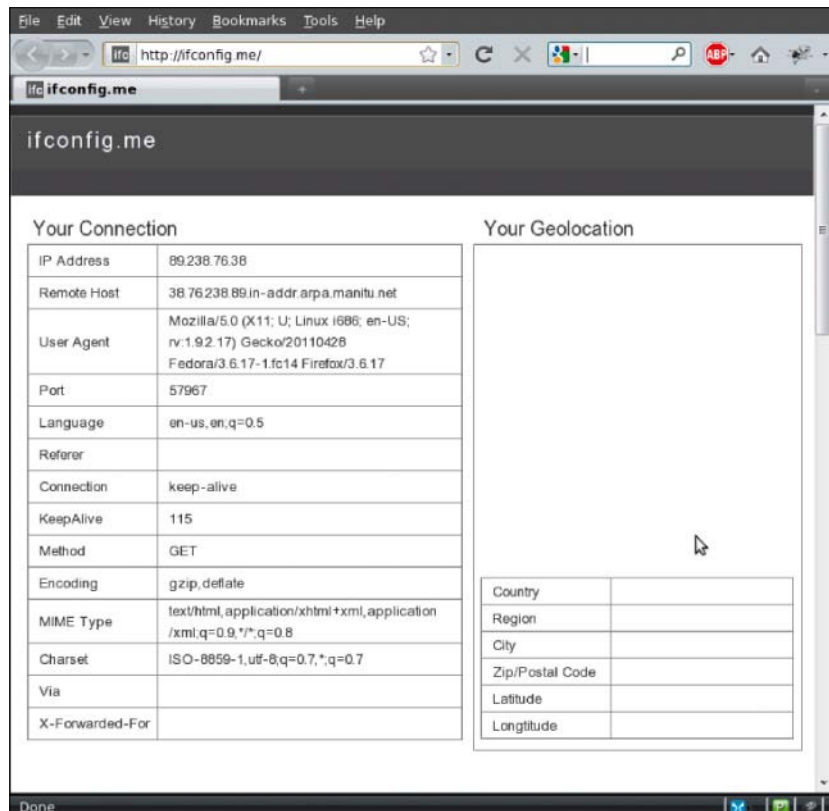 File Edit View History Bookmarks Tools Help
ifc http://ifconfig.me/
ABP
ifc ifconfig.me
ifconfig.me
Your Connection
IP Address 89.238.76.38
Remote Host 38.76.238.89.in-addr.arpa.manitu.net
User Agent Mozilla/5.0 (X11; U; Linux i686; en-US;
rv:1.9.2.17) Gecko/20110428
Fedora/3.6.17-1.fc14 Firefox/3.6.17
Port 57967
Language en-us,en;q=0.5
Referer
Connection keep-alive
KeepAlive 115
Method GET
Encoding gzip,deflate
MIME Type text/html,application/xhtml+xml,application
/xml;q=0.9,*/*;q=0.8
Charset ISO-8859-1,utf-8;q=0.7,*;q=0.7
Via
X-Forwarded-For
Your Geolocation
Country
Region
City
Zip/Postal Code
Latitude
Longtitude
Done